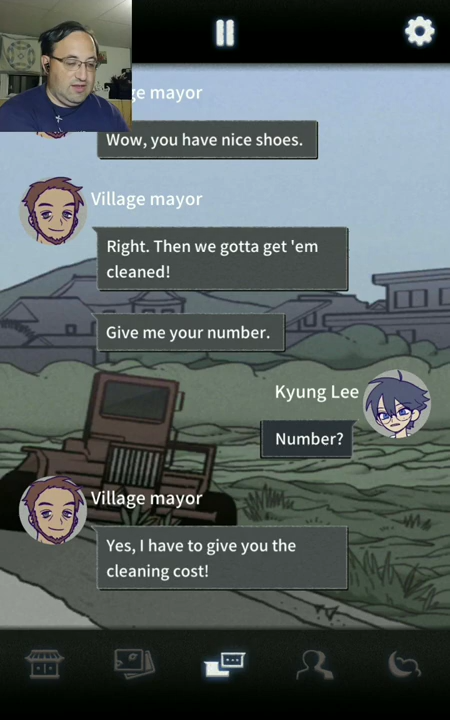 ge mayor
Wow, you have nice shoes.
Village mayor
Right. Then we gotta get 'em
cleaned!
Give me your number.
Kyung Lee
Number?
Village mayor
Yes, I have to give you the
cleaning cost!